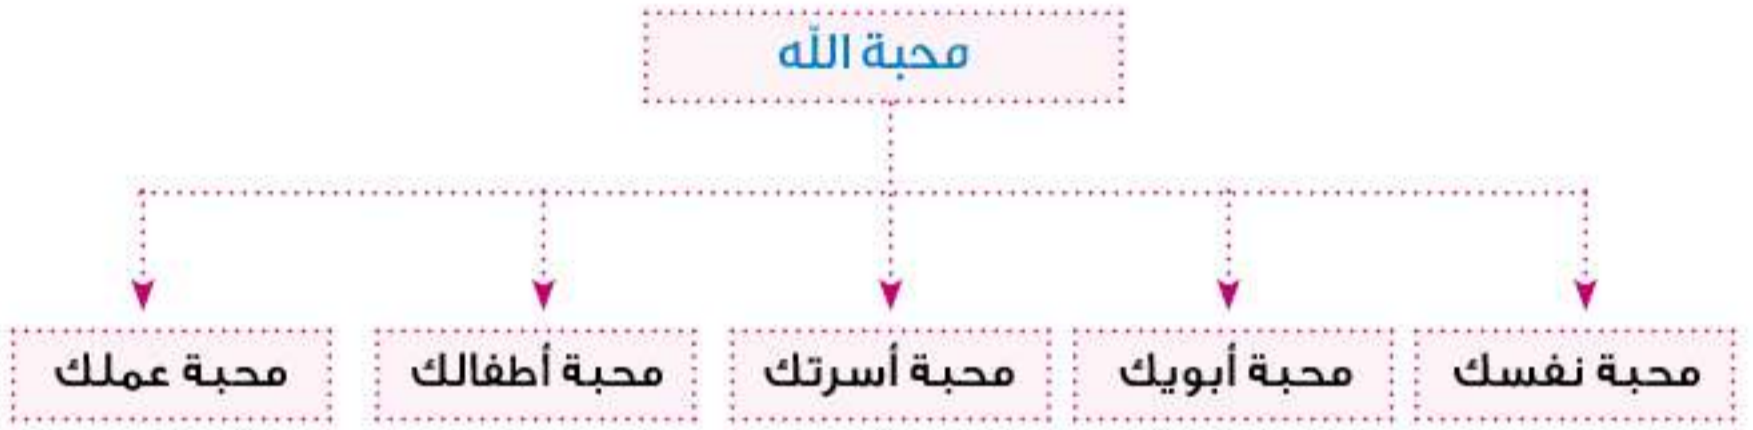 محبة الله
محبة نفسك
محبة أبويك
محبة أسرتك
محبة أطفالك
محبة عملك